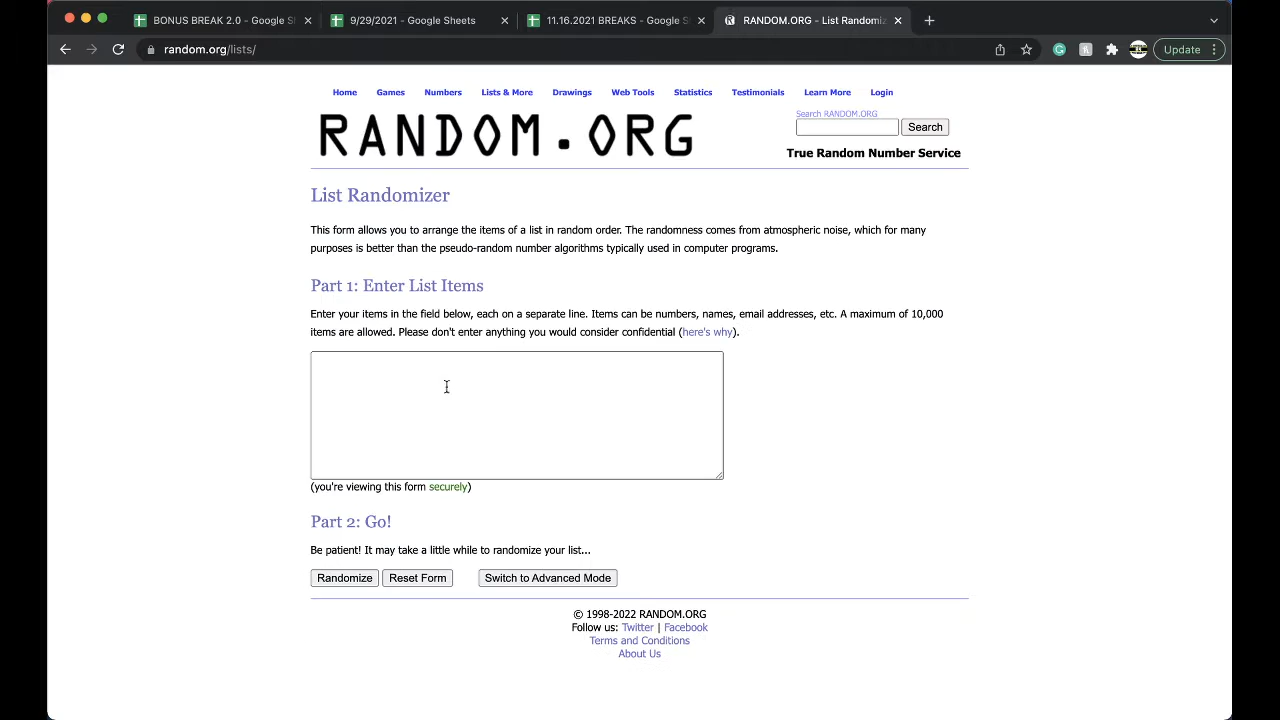 BONUS BREAK 2.0 - Google Sh
9/29/2021 - Google Sheets
11.16.2021 BREAKS - Google S
RANDOM.ORG - List Randomiz
random.org/lists/
Update
Home Games Numbers Lists & More Drawings Web Tools Statistics Testimonials Learn More Login
RANDOM.ORG
Search RANDOM.ORG
Search
True Random Number Service
List Randomizer
This form allows you to arrange the items of a list in random order. The randomness comes from atmospheric noise, which for many
purposes is better than the pseudo-random number algorithms typically used in computer programs.
Part 1: Enter List Items
Enter your items in the field below, each on a separate line. Items can be numbers, names, email addresses, etc. A maximum of 10,000
items are allowed. Please don't enter anything you would consider confidential (here's why).
(you're viewing this form securely)
Part 2: Go!
Be patient! It may take a little while to randomize your list...
Randomize Reset Form Switch to Advanced Mode
© 1998-2022 RANDOM.ORG
Follow us: Twitter | Facebook
Terms and Conditions
About Us